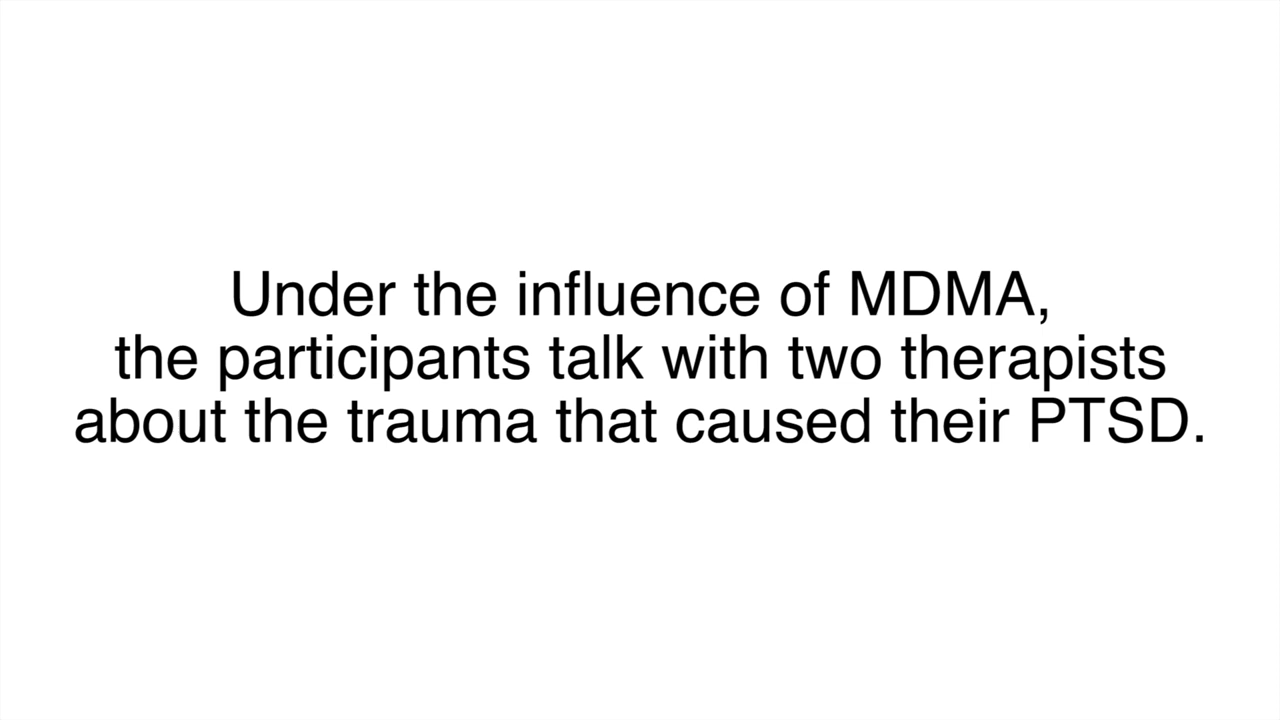 Under the influence of MDMA,
the participants talk with two therapists
about the trauma that caused their PTSD.